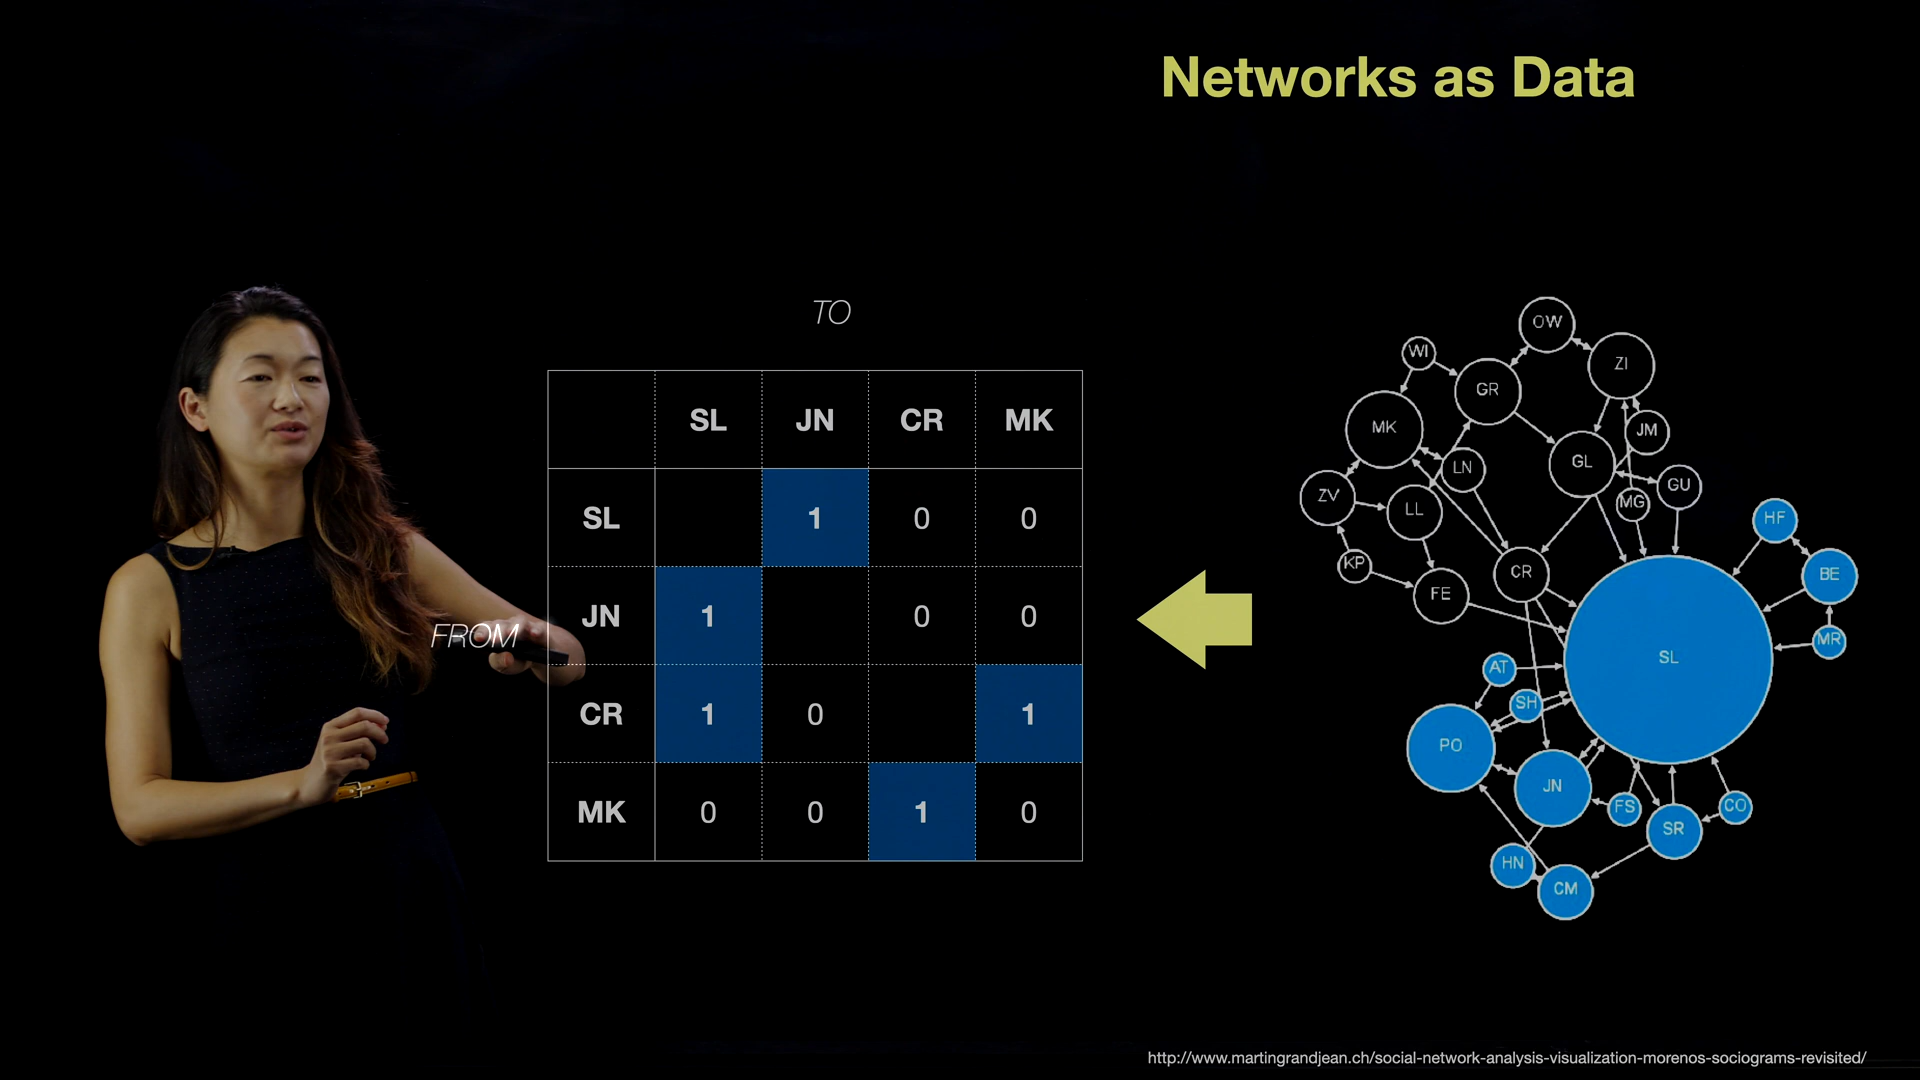 Networks as Data
TO
FROM
SL JN CR MK
SL 1 0 0
JN 1 0 0
CR 1 0 1
MK 0 0 1 0
OW
WI
ZI
GR
MK
JM
LN
GL
ZV
GU
MG
LL
HF
KP
CR
BE
FE
MR
SL
AT
SH
PO
JN
FS
CO
SR
HN
CM
http://www.martingrandjean.ch/social-network-analysis-visualization-morenos-sociograms-revisited/